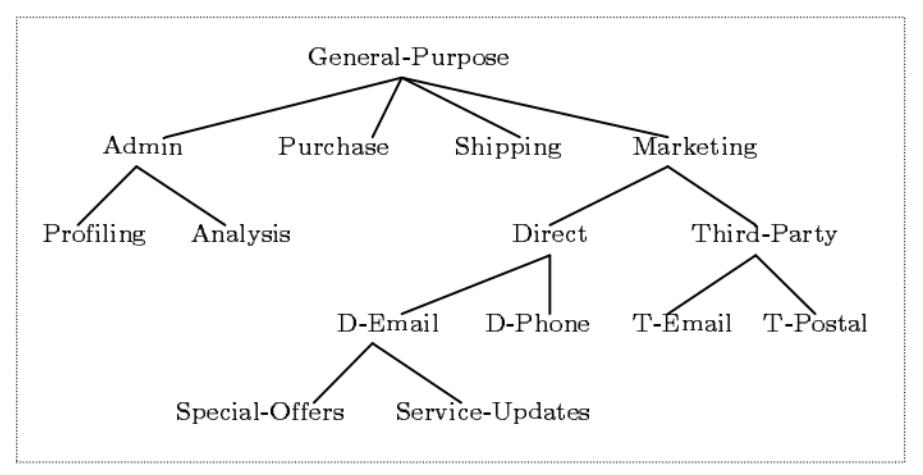 General-Purpose
Admin Purchase Shipping Marketing
Profiling Analysis Direct Third-Party
D-Email D-Phone T-Email T-Postal
Special-Offers Service-Updates